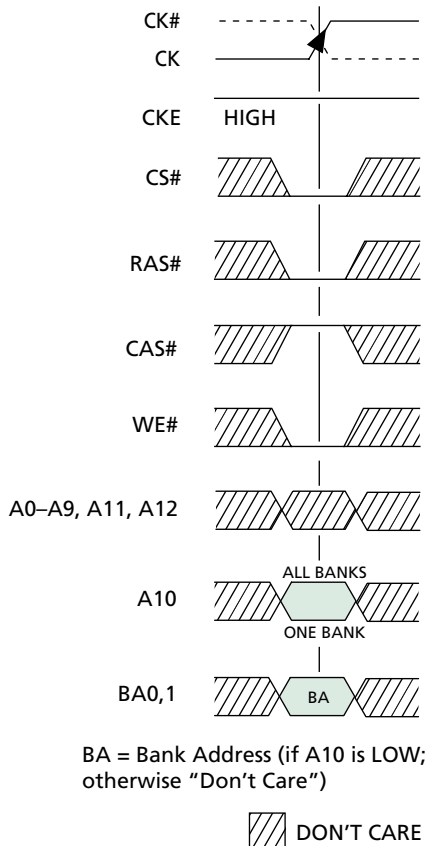 CK#
CK
CKE HIGH
CS#
RAS#
CAS#
WE#
A0–A9, A11, A12
ALL BANKS
A10
ONE BANK
BA0,1 BA
BA = Bank Address (if A10 is LOW;
otherwise “Don’t Care”)
DON’T CARE